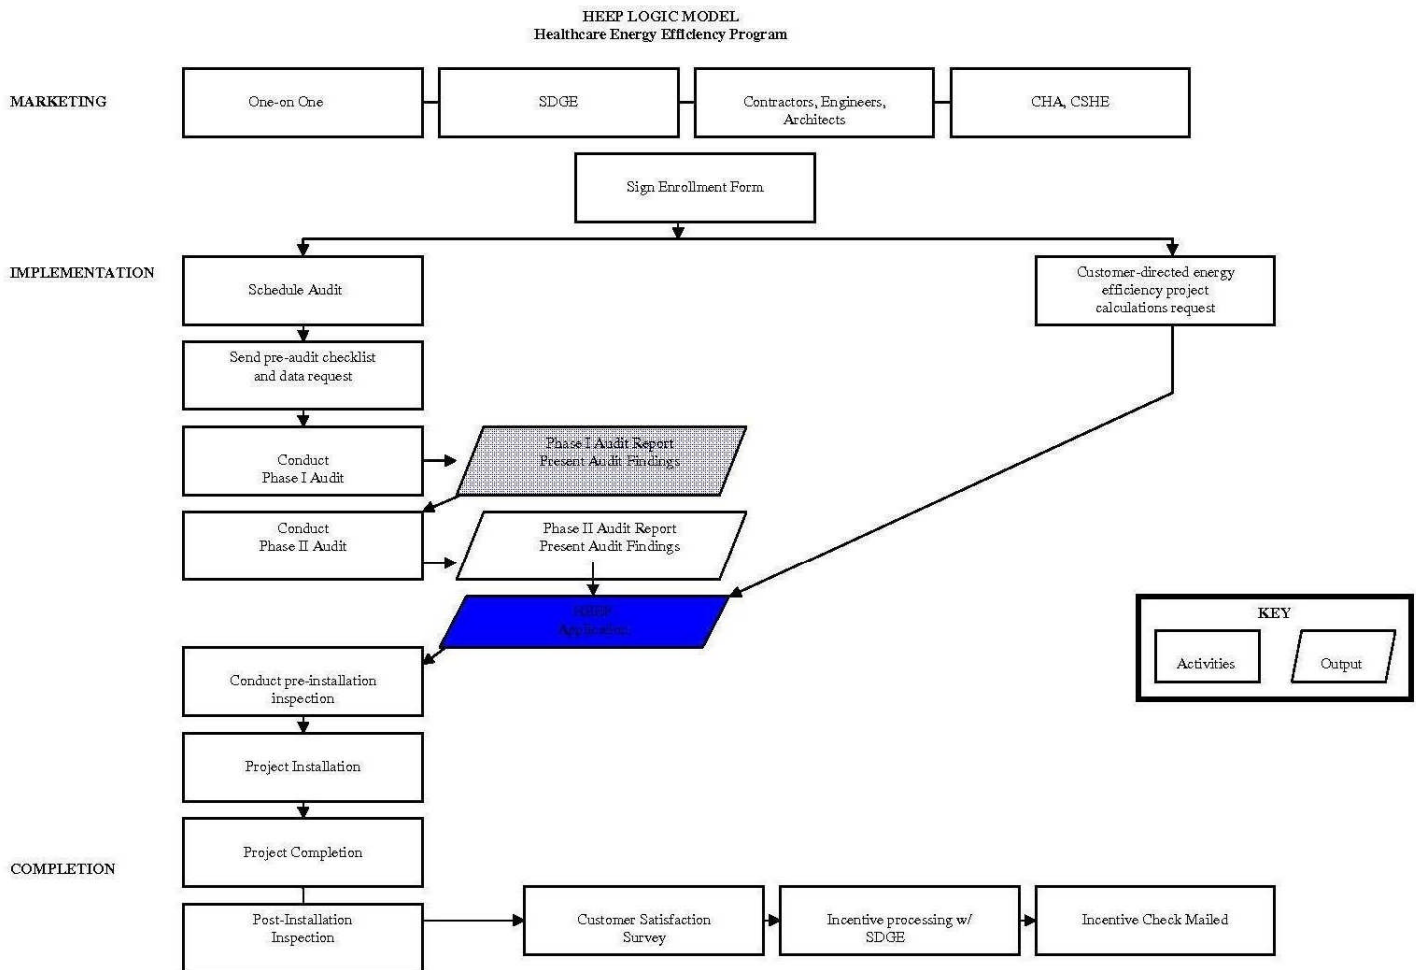 HEEP LOGIC MODEL
Healthcare Energy Efficiency Program
MARKETING
One-on One
SDGE
Contractors, Engineers,
Architects
CHA, CSHE
Sign Enrollment Form
IMPLEMENTATION
Schedule Audit
Customer-directed energy
efficiency project
calculations request
Send pre-audit checklist
and data request
Conduct
Phase I Audit
Phase I Audit Report
Present Audit Findings
Conduct
Phase II Audit
Phase II Audit Report
Present Audit Findings
HEEP
Application
KEY
Activities
Output
Conduct pre-installation
inspection
Project Installation
Project Completion
COMPLETION
Post-Installation
Inspection
Customer Satisfaction
Survey
Incentive processing w/
SDGE
Incentive Check Mailed